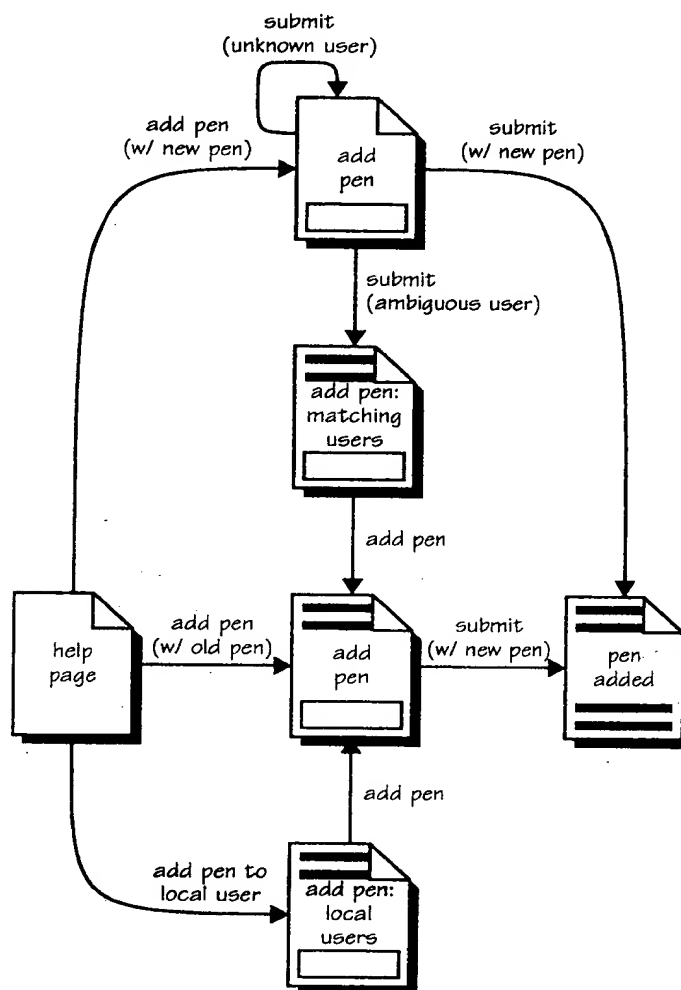 submit
(unknown user)
add pen
(w/ new pen)
submit
(w/ new pen)
add
pen
submit
(ambiguous user)
add pen:
matching
users
add pen
help
page
add pen
(w/ old pen)
add
pen
submit
(w/ new pen)
pen
added
add pen
add pen to
local user
add pen:
local
users